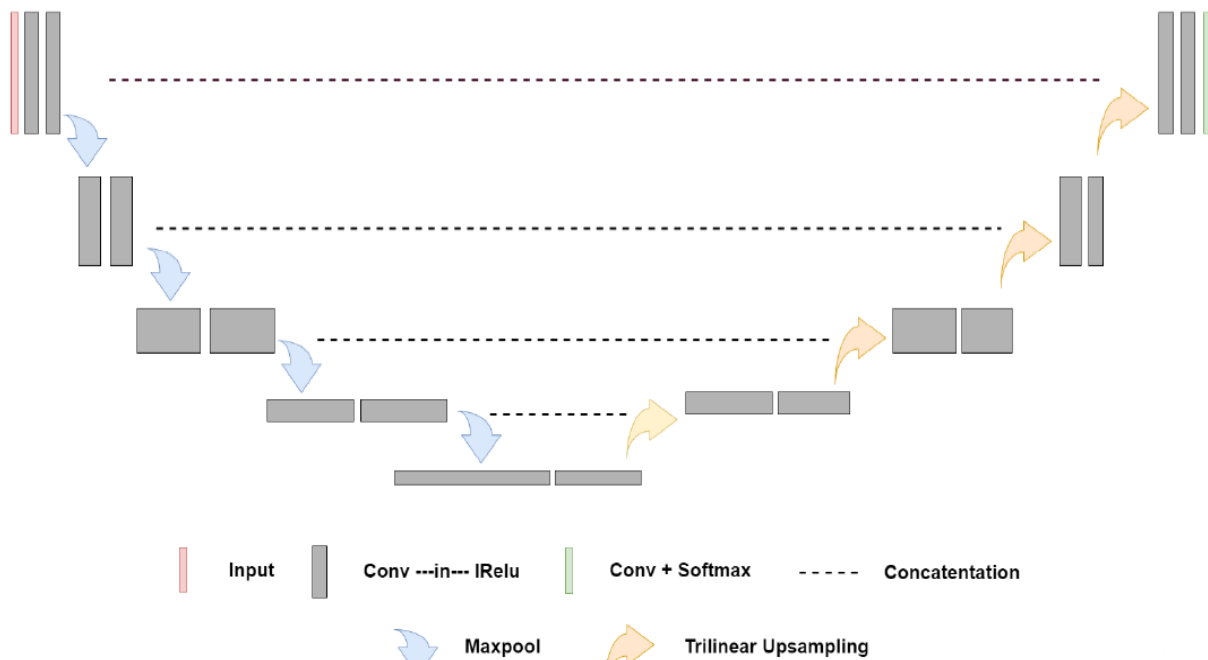 Input
Conv ---in--- lRelu
Conv + Softmax
Concatentation
Maxpool
Trilinear Upsampling